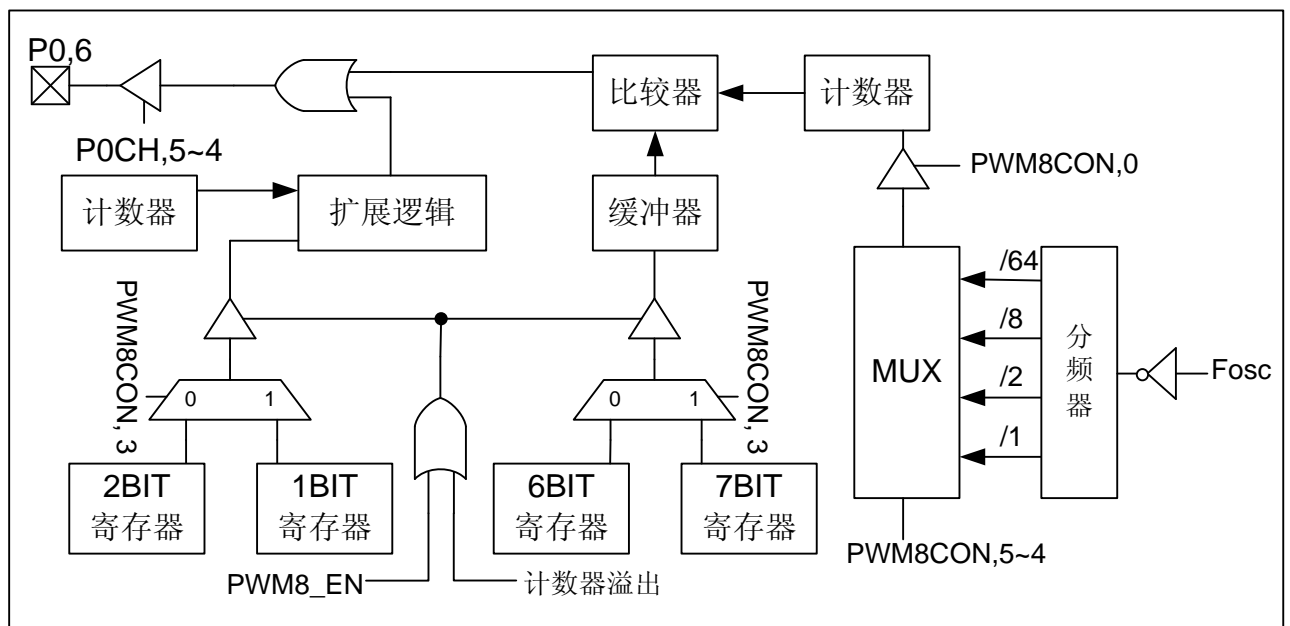 P0,6
比较器
计数器
P0CH,5~4
PWM8CON,0
计数器
扩展逻辑
缓冲器
/64
/8
/2
/1
MUX
分频器
Fosc
PWM8CON, 3
0 1
PWM8CON, 3
0 1
2BIT
寄存器
1BIT
寄存器
6BIT
寄存器
7BIT
寄存器
PWM8CON,5~4
PWM8_EN
计数器溢出